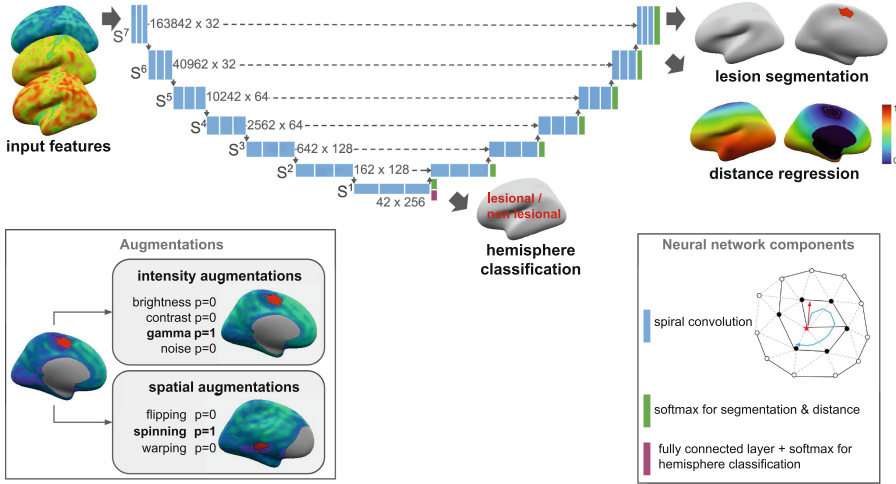 S7
163842 x 32
S6
40962 x 32
S5
10242 x 64
S4
2562 x 64
S3
642 x 128
S2
162 x 128
S1
42 x 256
input features
lesion segmentation
distance regression
lesional /
non lesional
hemisphere
classification
Augmentations
intensity augmentations
brightness p=0
contrast p=0
gamma p=1
noise p=0
spatial augmentations
flipping p=0
spinning p=1
warping p=0
Neural network components
spiral convolution
softmax for segmentation & distance
fully connected layer + softmax for
hemisphere classification